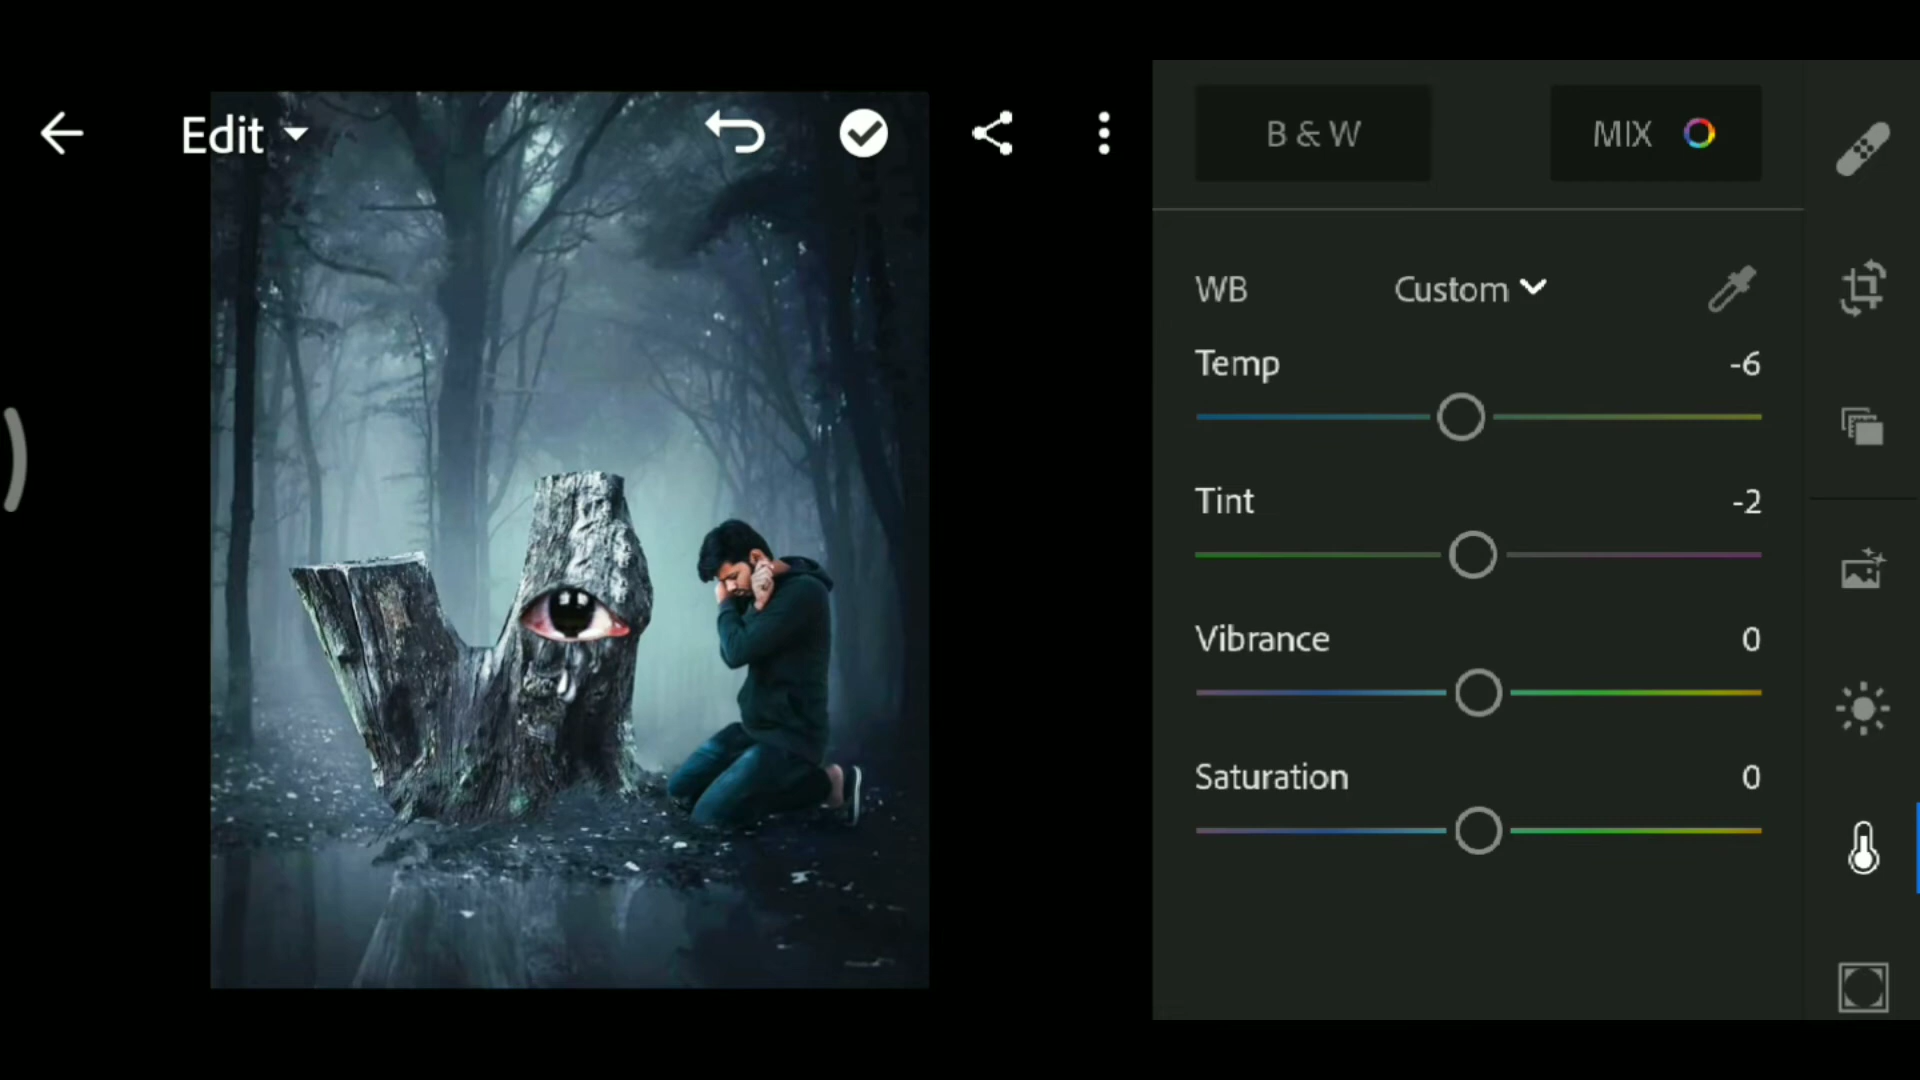 Edit
B & W
MIX
WB
Custom
Temp
-6
Tint
-2
Vibrance
0
Saturation
0